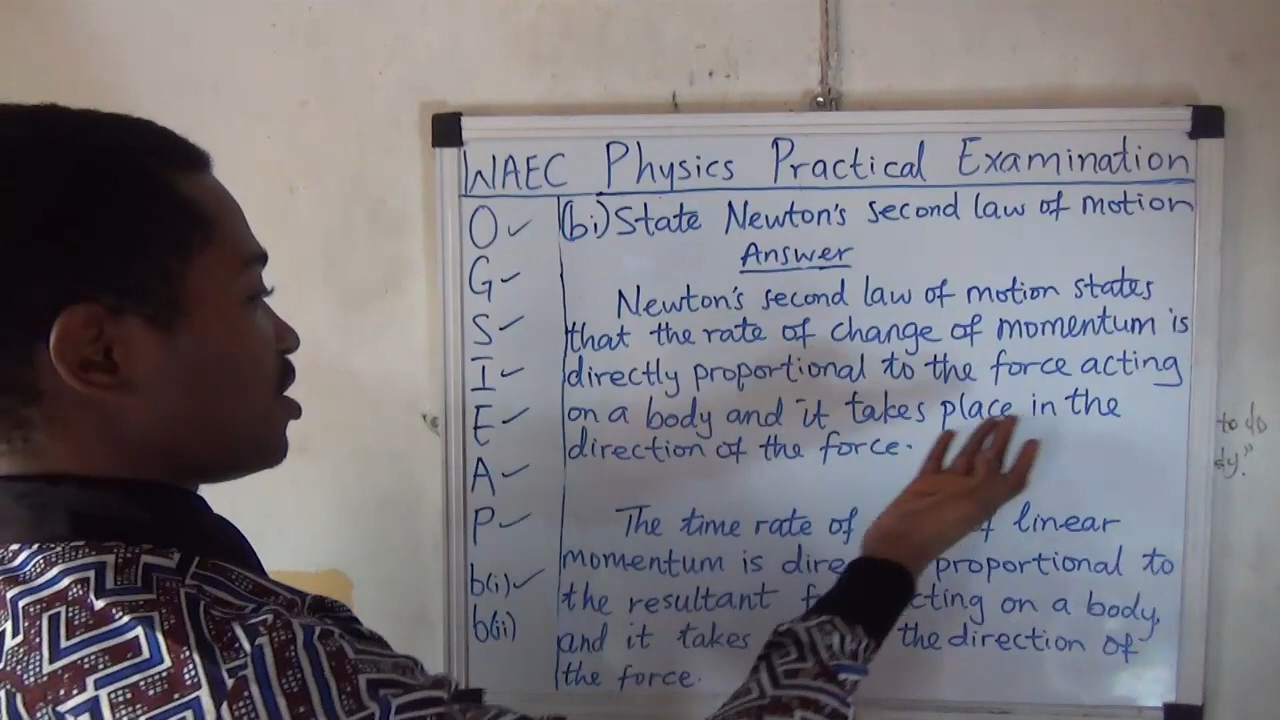 WAEC Physics Practical Examination
O✓
G✓
S✓
I✓
E✓
A✓
P✓
b(i)✓
b(ii)
(bi) State Newton's second law of motion
Answer
Newton's second law of motion states
that the rate of change of momentum is
directly proportional to the force acting
on a body and it takes place in the
direction of the force.
The time rate of linear
momentum is proportional to
the resultant on a body,
and it takes the direction of
the force.
to do
dy."